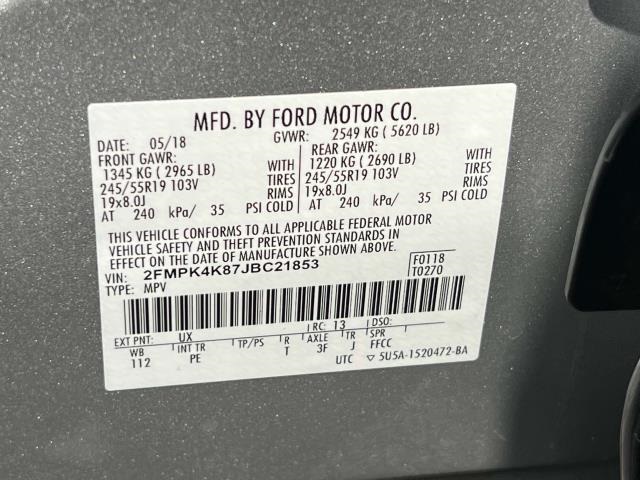 MFD. BY FORD MOTOR CO.
DATE: 05/18 GVWR: 2549 KG ( 5620 LB)
FRONT GAWR: REAR GAWR:
1345 KG ( 2965 LB) WITH 1220 KG ( 2690 LB) WITH
245/55R19 103V TIRES 245/55R19 103V TIRES
19x8.0J RIMS 19x8.0J RIMS
AT 240 kPa/ 35 PSI COLD AT 240 kPa/ 35 PSI COLD
THIS VEHICLE CONFORMS TO ALL APPLICABLE FEDERAL MOTOR
VEHICLE SAFETY AND THEFT PREVENTION STANDARDS IN
EFFECT ON THE DATE OF MANUFACTURE SHOWN ABOVE.
VIN: 2FMPK4K87JBC21853 F0118
TYPE: MPV T0270
EXT PNT: UX RC: 13 DSO:
WB INT TR TP/PS R AXLE TR SPR
112 PE T 3F J FFCC
UTC ▽ 5U5A-1520472-BA